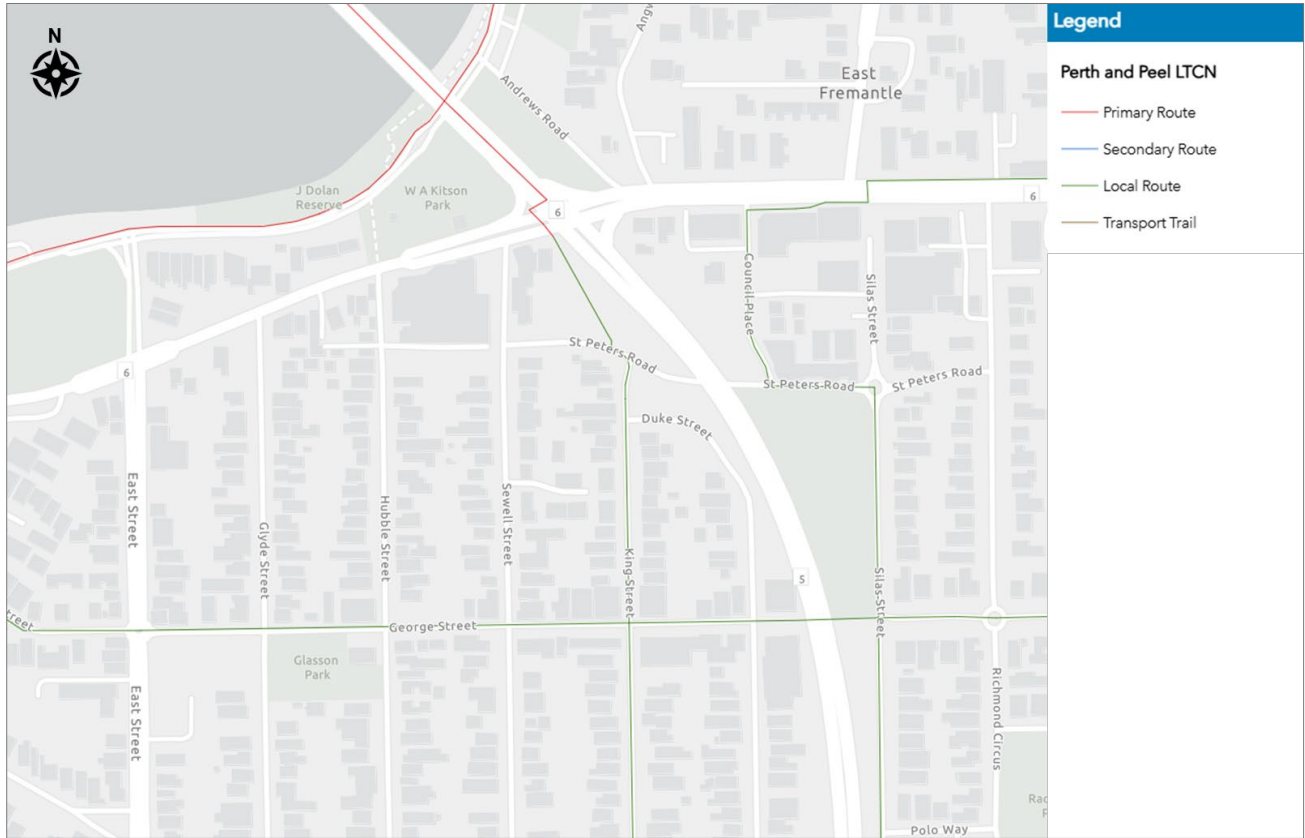 N
Angw
Andrews Road
East
Fremantle
J Dolan
Reserve
W A Kitson
Park
6
6
Council Place
Silas Street
St Peters Road
St Peters Road
St Peters Road
6
Duke Street
East Street
Glyde Street
Hubble Street
Sewell Street
King Street
Silas Street
5
treet
George Street
Glasson
Park
East Street
Richmond Circus
Rac
P
Polo Way
Legend
Perth and Peel LTCN
Primary Route
Secondary Route
Local Route
Transport Trail